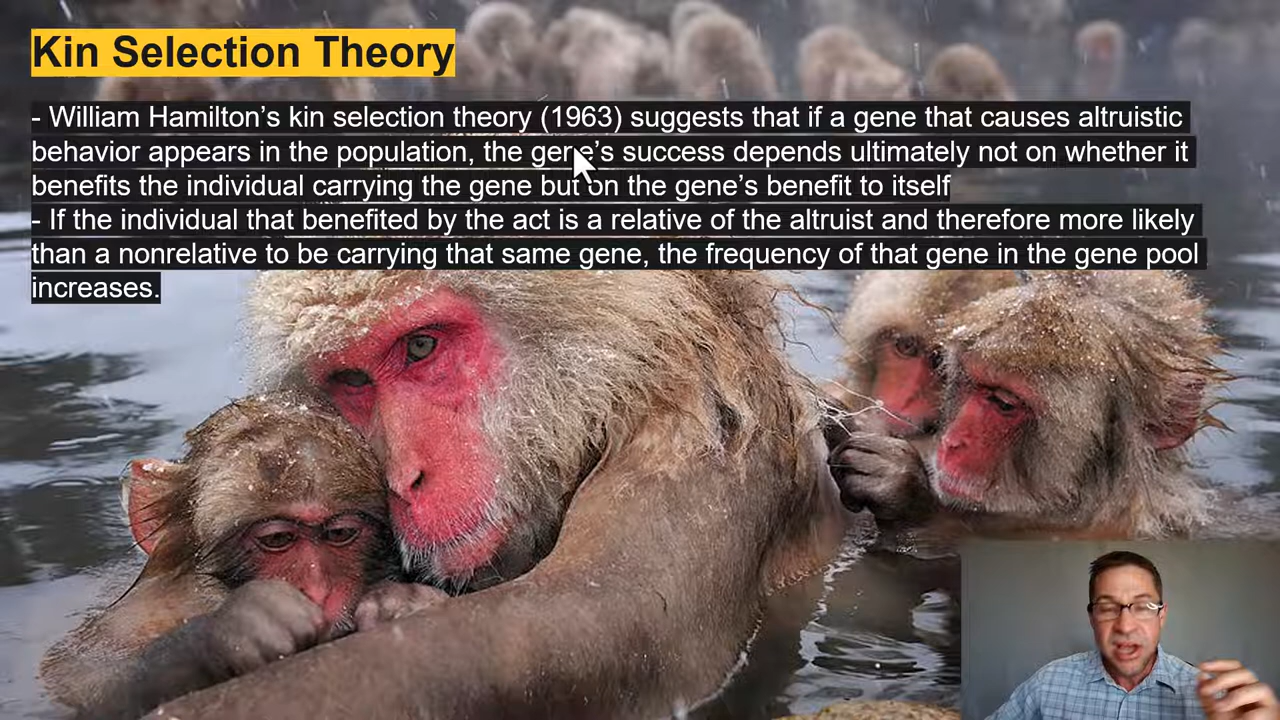 Kin Selection Theory
- William Hamilton’s kin selection theory (1963) suggests that if a gene that causes altruistic
behavior appears in the population, the gene’s success depends ultimately not on whether it
benefits the individual carrying the gene but on the gene’s benefit to itself
- If the individual that benefited by the act is a relative of the altruist and therefore more likely
than a nonrelative to be carrying that same gene, the frequency of that gene in the gene pool
increases.